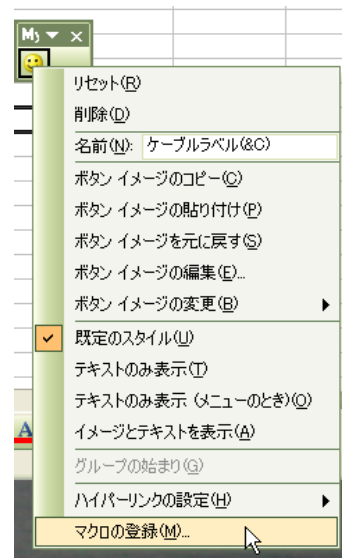 My
リセット(R)
削除(D)
名前(N): ケーブルラベル(&C)
ボタン イメージのコピー(C)
ボタン イメージの貼り付け(P)
ボタン イメージを元に戻す(S)
ボタン イメージの編集(E)...
ボタン イメージの変更(B)
既定のスタイル(U)
テキストのみ表示(T)
テキストのみ表示 (メニューのとき)(O)
イメージとテキストを表示(A)
A
グループの始まり(G)
ハイパーリンクの設定(H)
マクロの登録(M)...